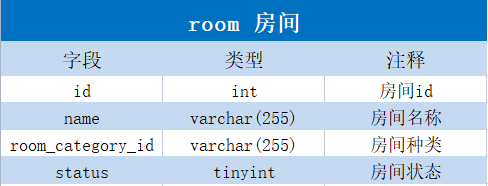 room 房间
字段 类型 注释
id int 房间id
name varchar(255) 房间名称
room_category_id varchar(255) 房间种类
status tinyint 房间状态